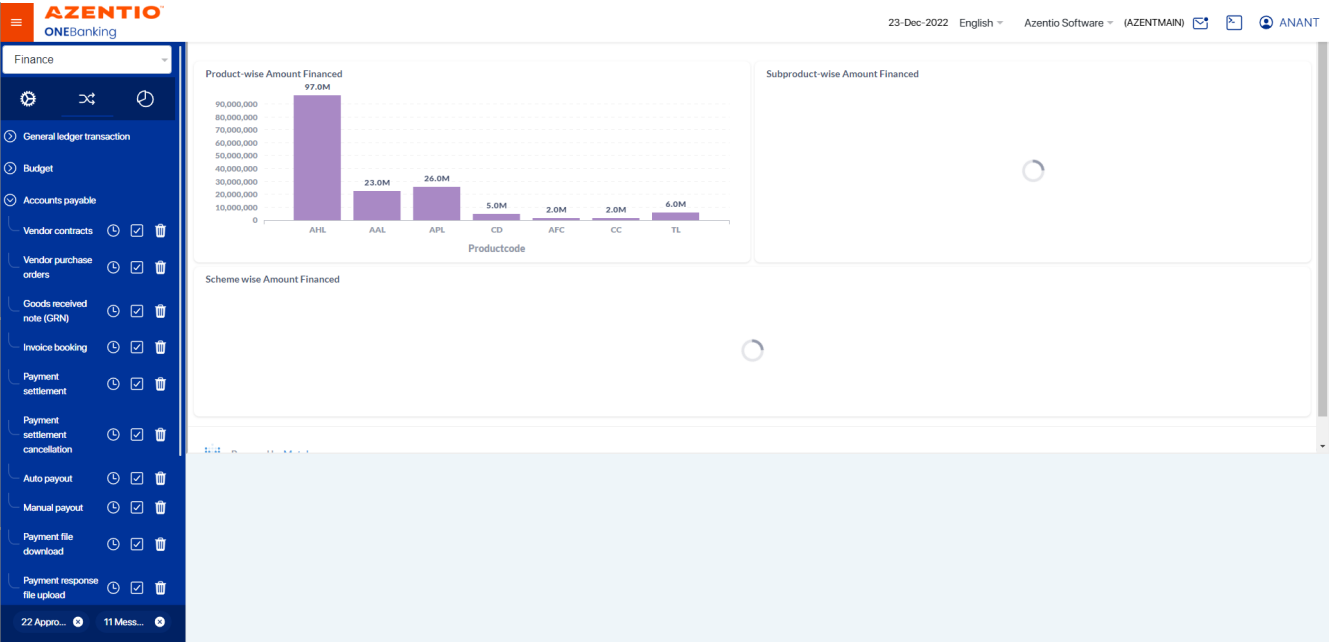 AZENTIO
ONEBanking
23-Dec-2022 English Azentio Software (AZENTMAIN) ANANT
Finance
General ledger transaction
Budget
Accounts payable
Vendor contracts
Vendor purchase
orders
Goods received
note (GRN)
Invoice booking
Payment
settlement
Payment
settlement
cancellation
Auto payout
Manual payout
Payment file
download
Payment response
file upload
22 Appro...
11 Mess...
Product-wise Amount Financed
97.0M
90,000,000
80,000,000
70,000,000
60,000,000
50,000,000
40,000,000
30,000,000
20,000,000
10,000,000
0
23.0M
26.0M
5.0M
2.0M
2.0M
6.0M
AHL AAL APL CD AFC CC TL
Productcode
Subproduct-wise Amount Financed
Scheme wise Amount Financed